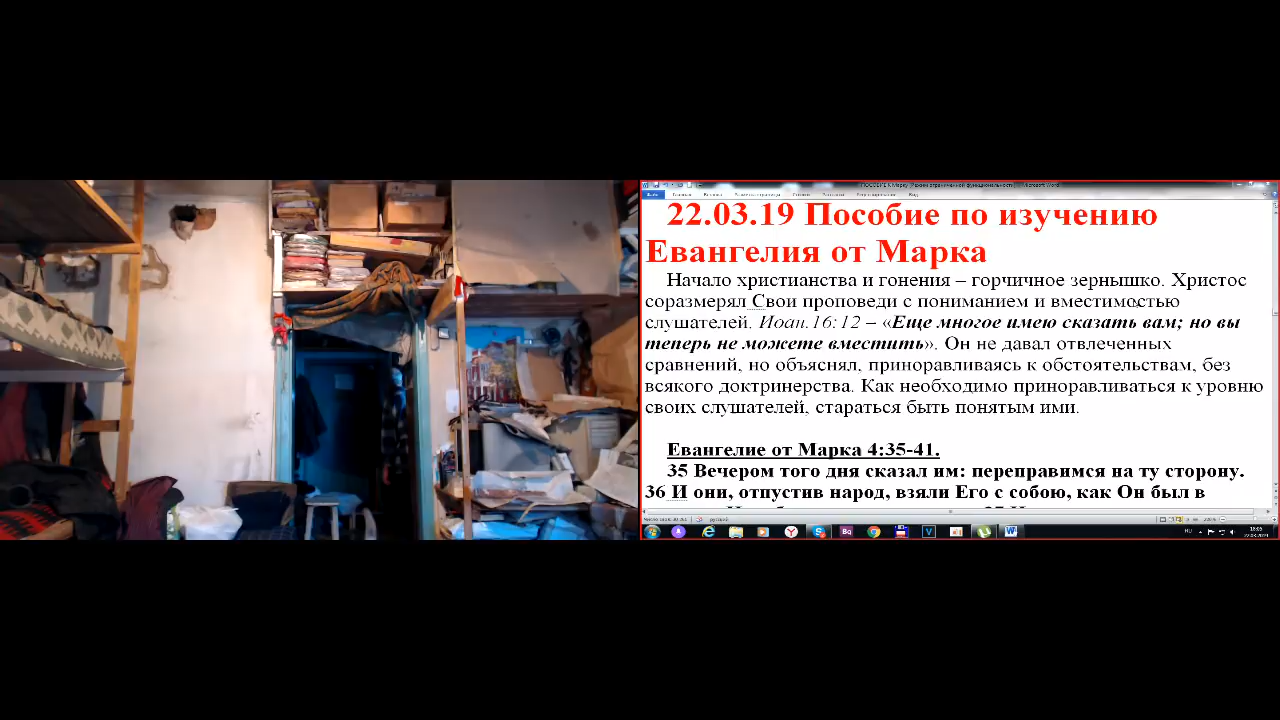 22.03.19 Пособие по изучению
Евангелия от Марка
Начало христианства и гонения – горчичное зернышко. Христос
соразмерял Свои проповеди с пониманием и вместимостью
слушателей. Иоан.16:12 – «Еще многое имею сказать вам; но вы
теперь не можете вместить». Он не давал отвлеченных
сравнений, но объяснял, приноравливаясь к обстоятельствам, без
всякого доктринерства. Как необходимо приноравливаться к уровню
своих слушателей, стараться быть понятым ими.
Евангелие от Марка 4:35-41.
35 Вечером того дня сказал им: переправимся на ту сторону.
36 И они, отпустив народ, взяли Его с собою, как Он был в